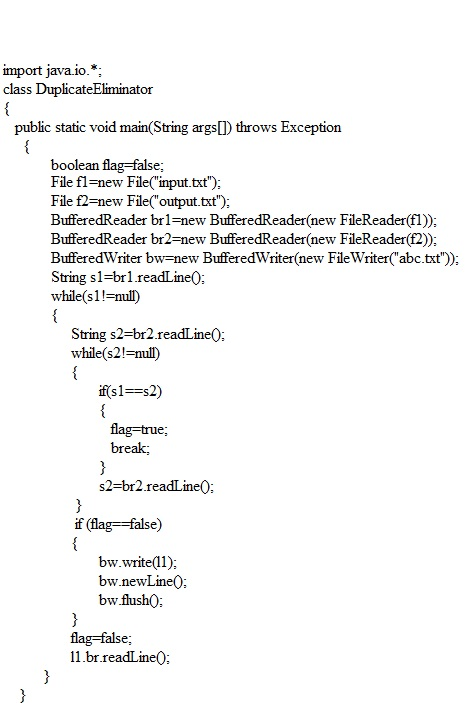 import java.io.*;
class DuplicateEliminator
{
public static void main(String args[]) throws Exception
{
boolean flag=false;
File f1=new File("input.txt");
File f2=new File("output.txt");
BufferedReader br1=new BufferedReader(new FileReader(f1));
BufferedReader br2=new BufferedReader(new FileReader(f2));
BufferedWriter bw=new BufferedWriter(new FileWriter("abc.txt"));
String s1=br1.readLine();
while(s1!=null)
{
String s2=br2.readLine();
while(s2!=null)
{
if(s1==s2)
{
flag=true;
break;
}
s2=br2.readLine();
}
if (flag==false)
{
bw.write(l1);
bw.newLine();
bw.flush();
}
flag=false;
l1.br.readLine();
}
}